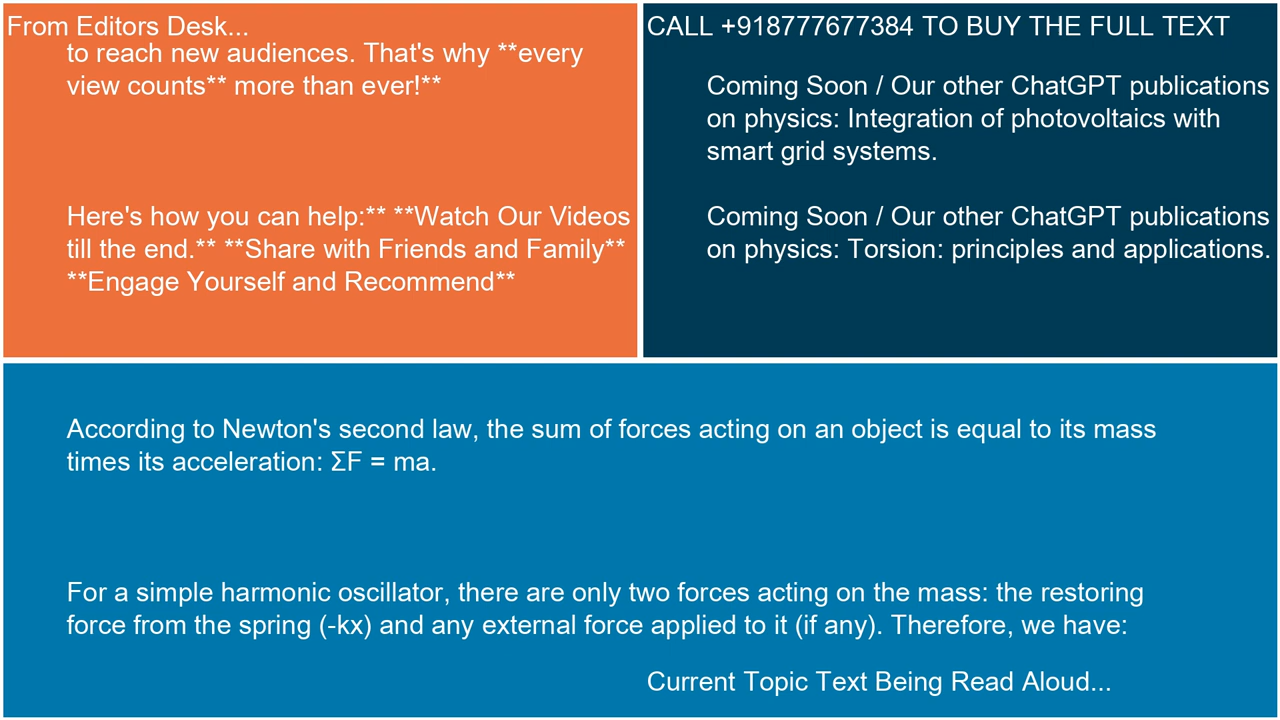 From Editors Desk...
to reach new audiences. That's why **every
view counts** more than ever!**
Here's how you can help:** **Watch Our Videos
till the end.** **Share with Friends and Family**
**Engage Yourself and Recommend**
CALL +918777677384 TO BUY THE FULL TEXT
Coming Soon / Our other ChatGPT publications
on physics: Integration of photovoltaics with
smart grid systems.
Coming Soon / Our other ChatGPT publications
on physics: Torsion: principles and applications.
According to Newton's second law, the sum of forces acting on an object is equal to its mass
times its acceleration: ΣF = ma.
For a simple harmonic oscillator, there are only two forces acting on the mass: the restoring
force from the spring (-kx) and any external force applied to it (if any). Therefore, we have:
Current Topic Text Being Read Aloud...